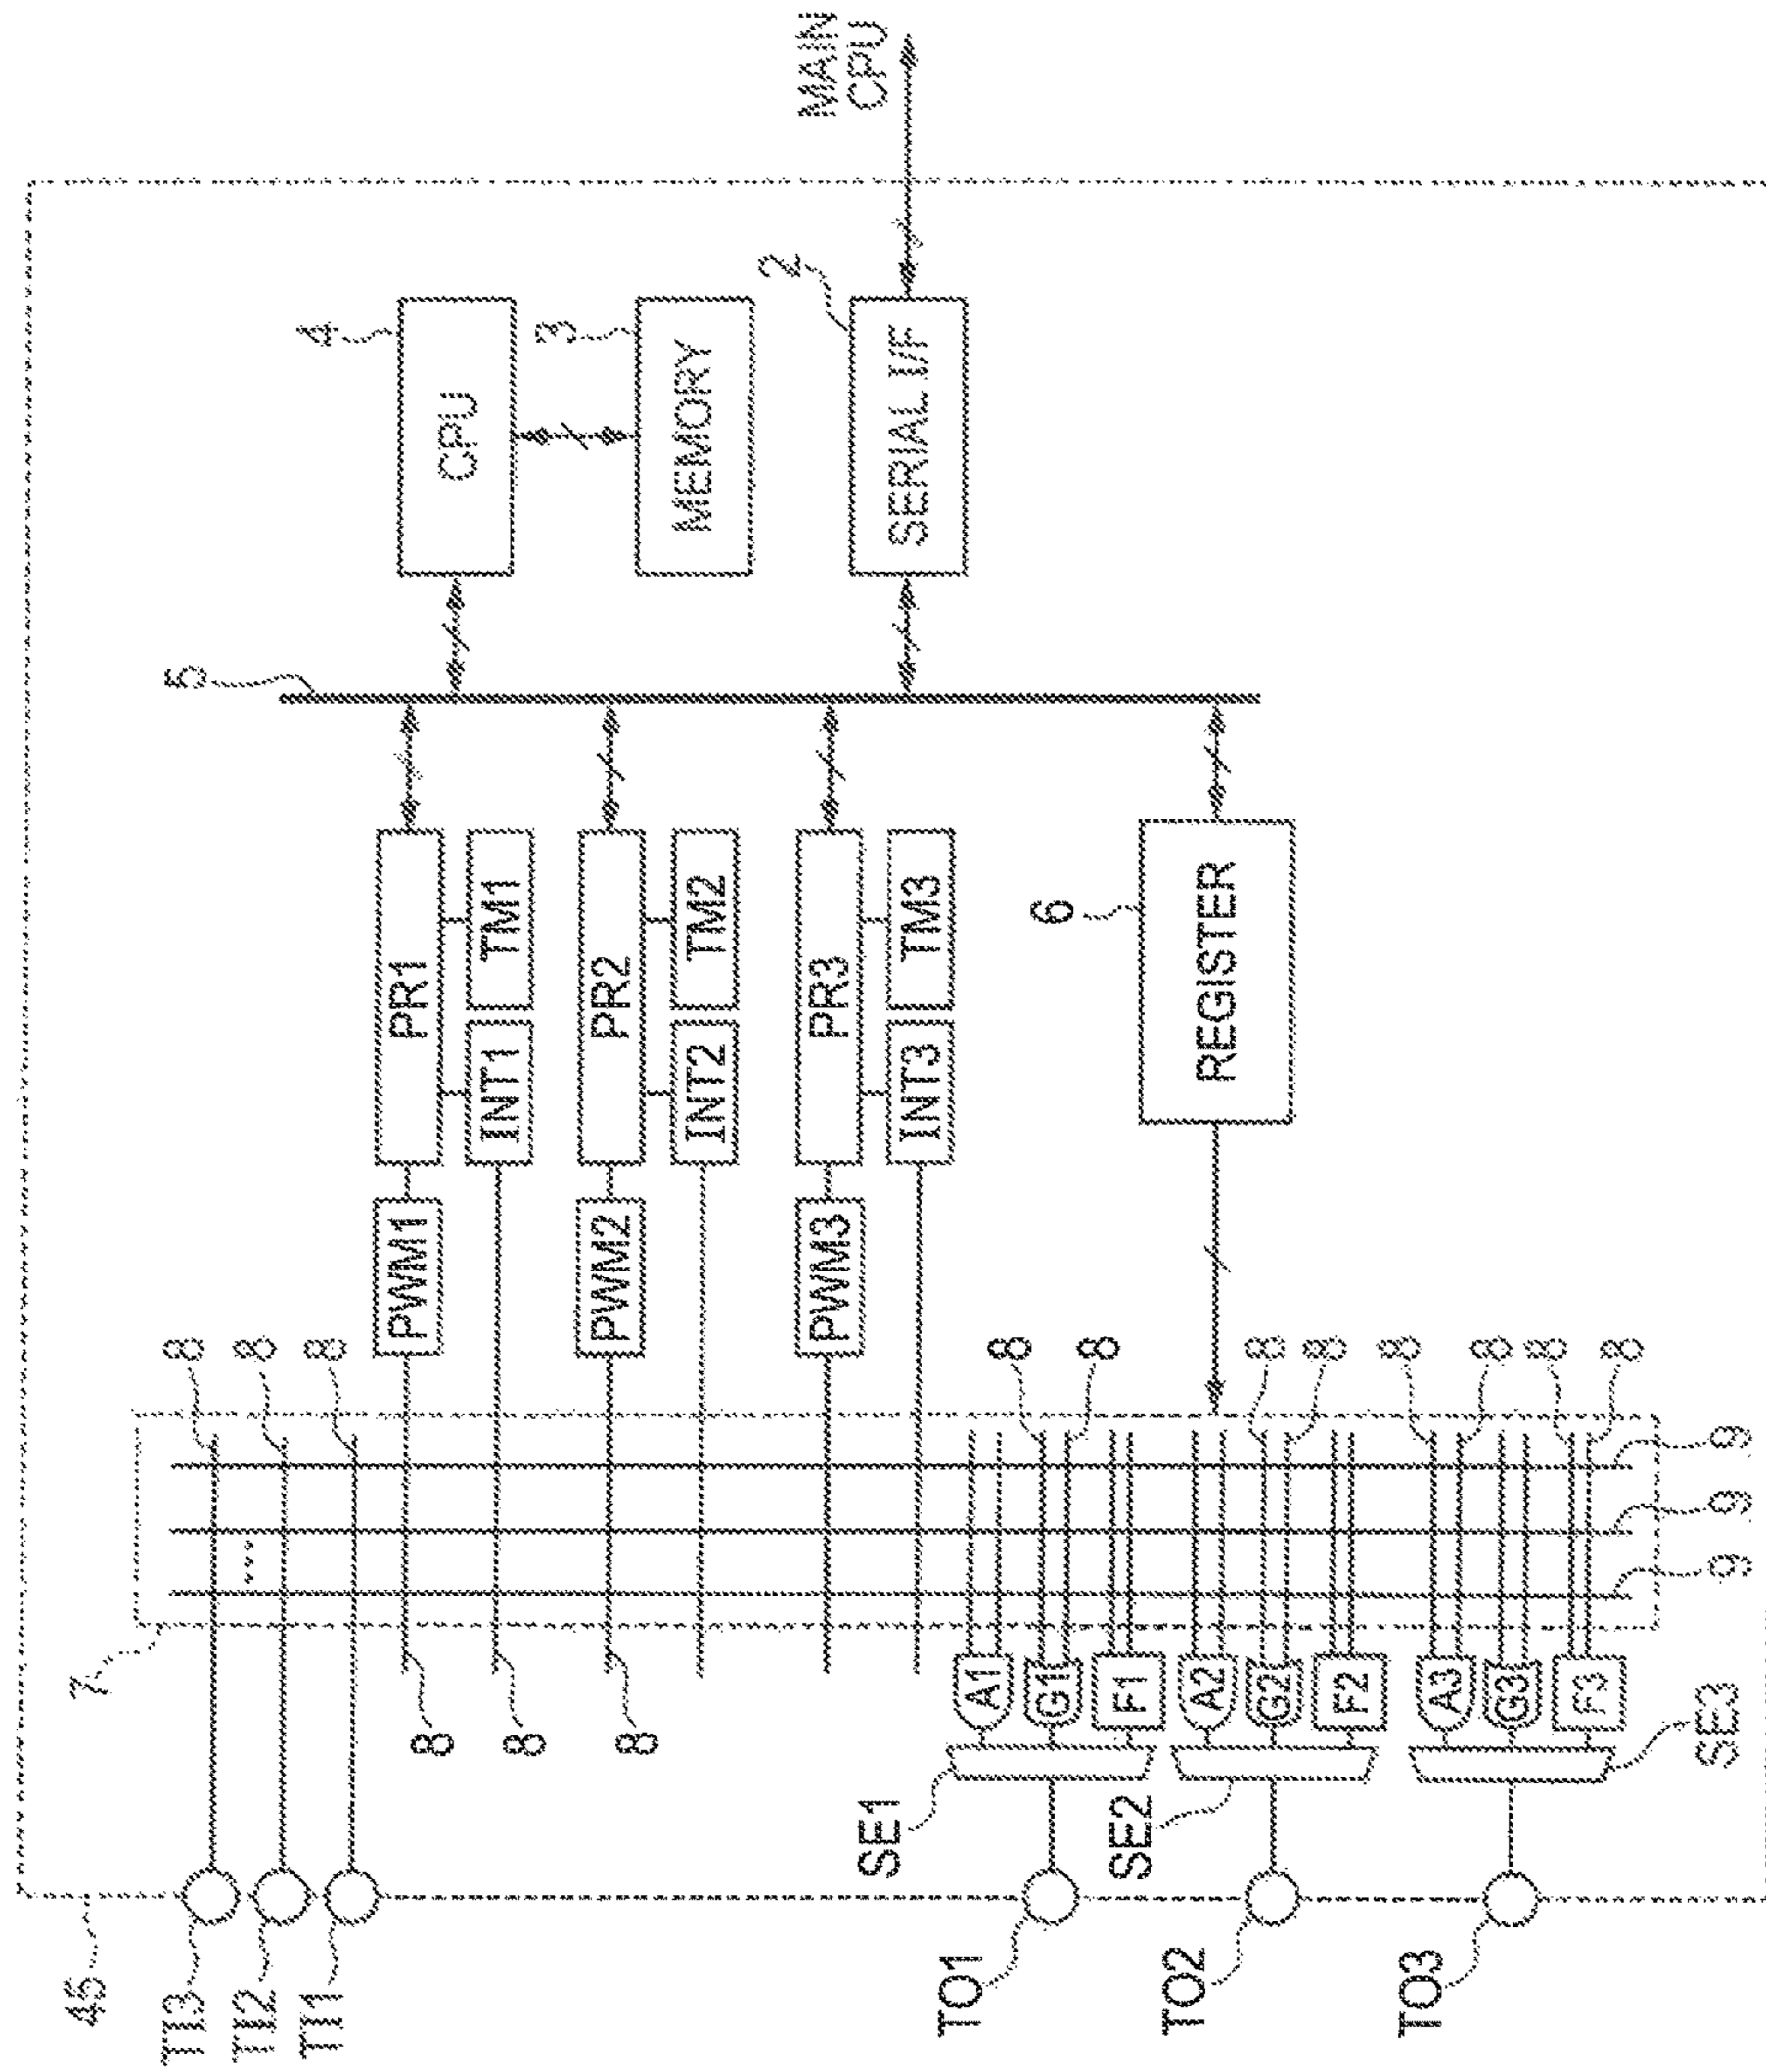 45
TI3
TI2
TI1
TO1
TO2
TO3
7
8
8
8
SE1
SE2
SE3
A1
G1
F1
A2
G2
F2
A3
G3
F3
9
9
9
8
8
8
8
8
8
8
8
8
8
8
PWM1
PWM2
PWM3
INT1
INT2
INT3
PR1
PR2
PR3
TM1
TM2
TM3
6
REGISTER
5
4
CPU
3
MEMORY
2
SERIAL I/F
MAIN
CPU